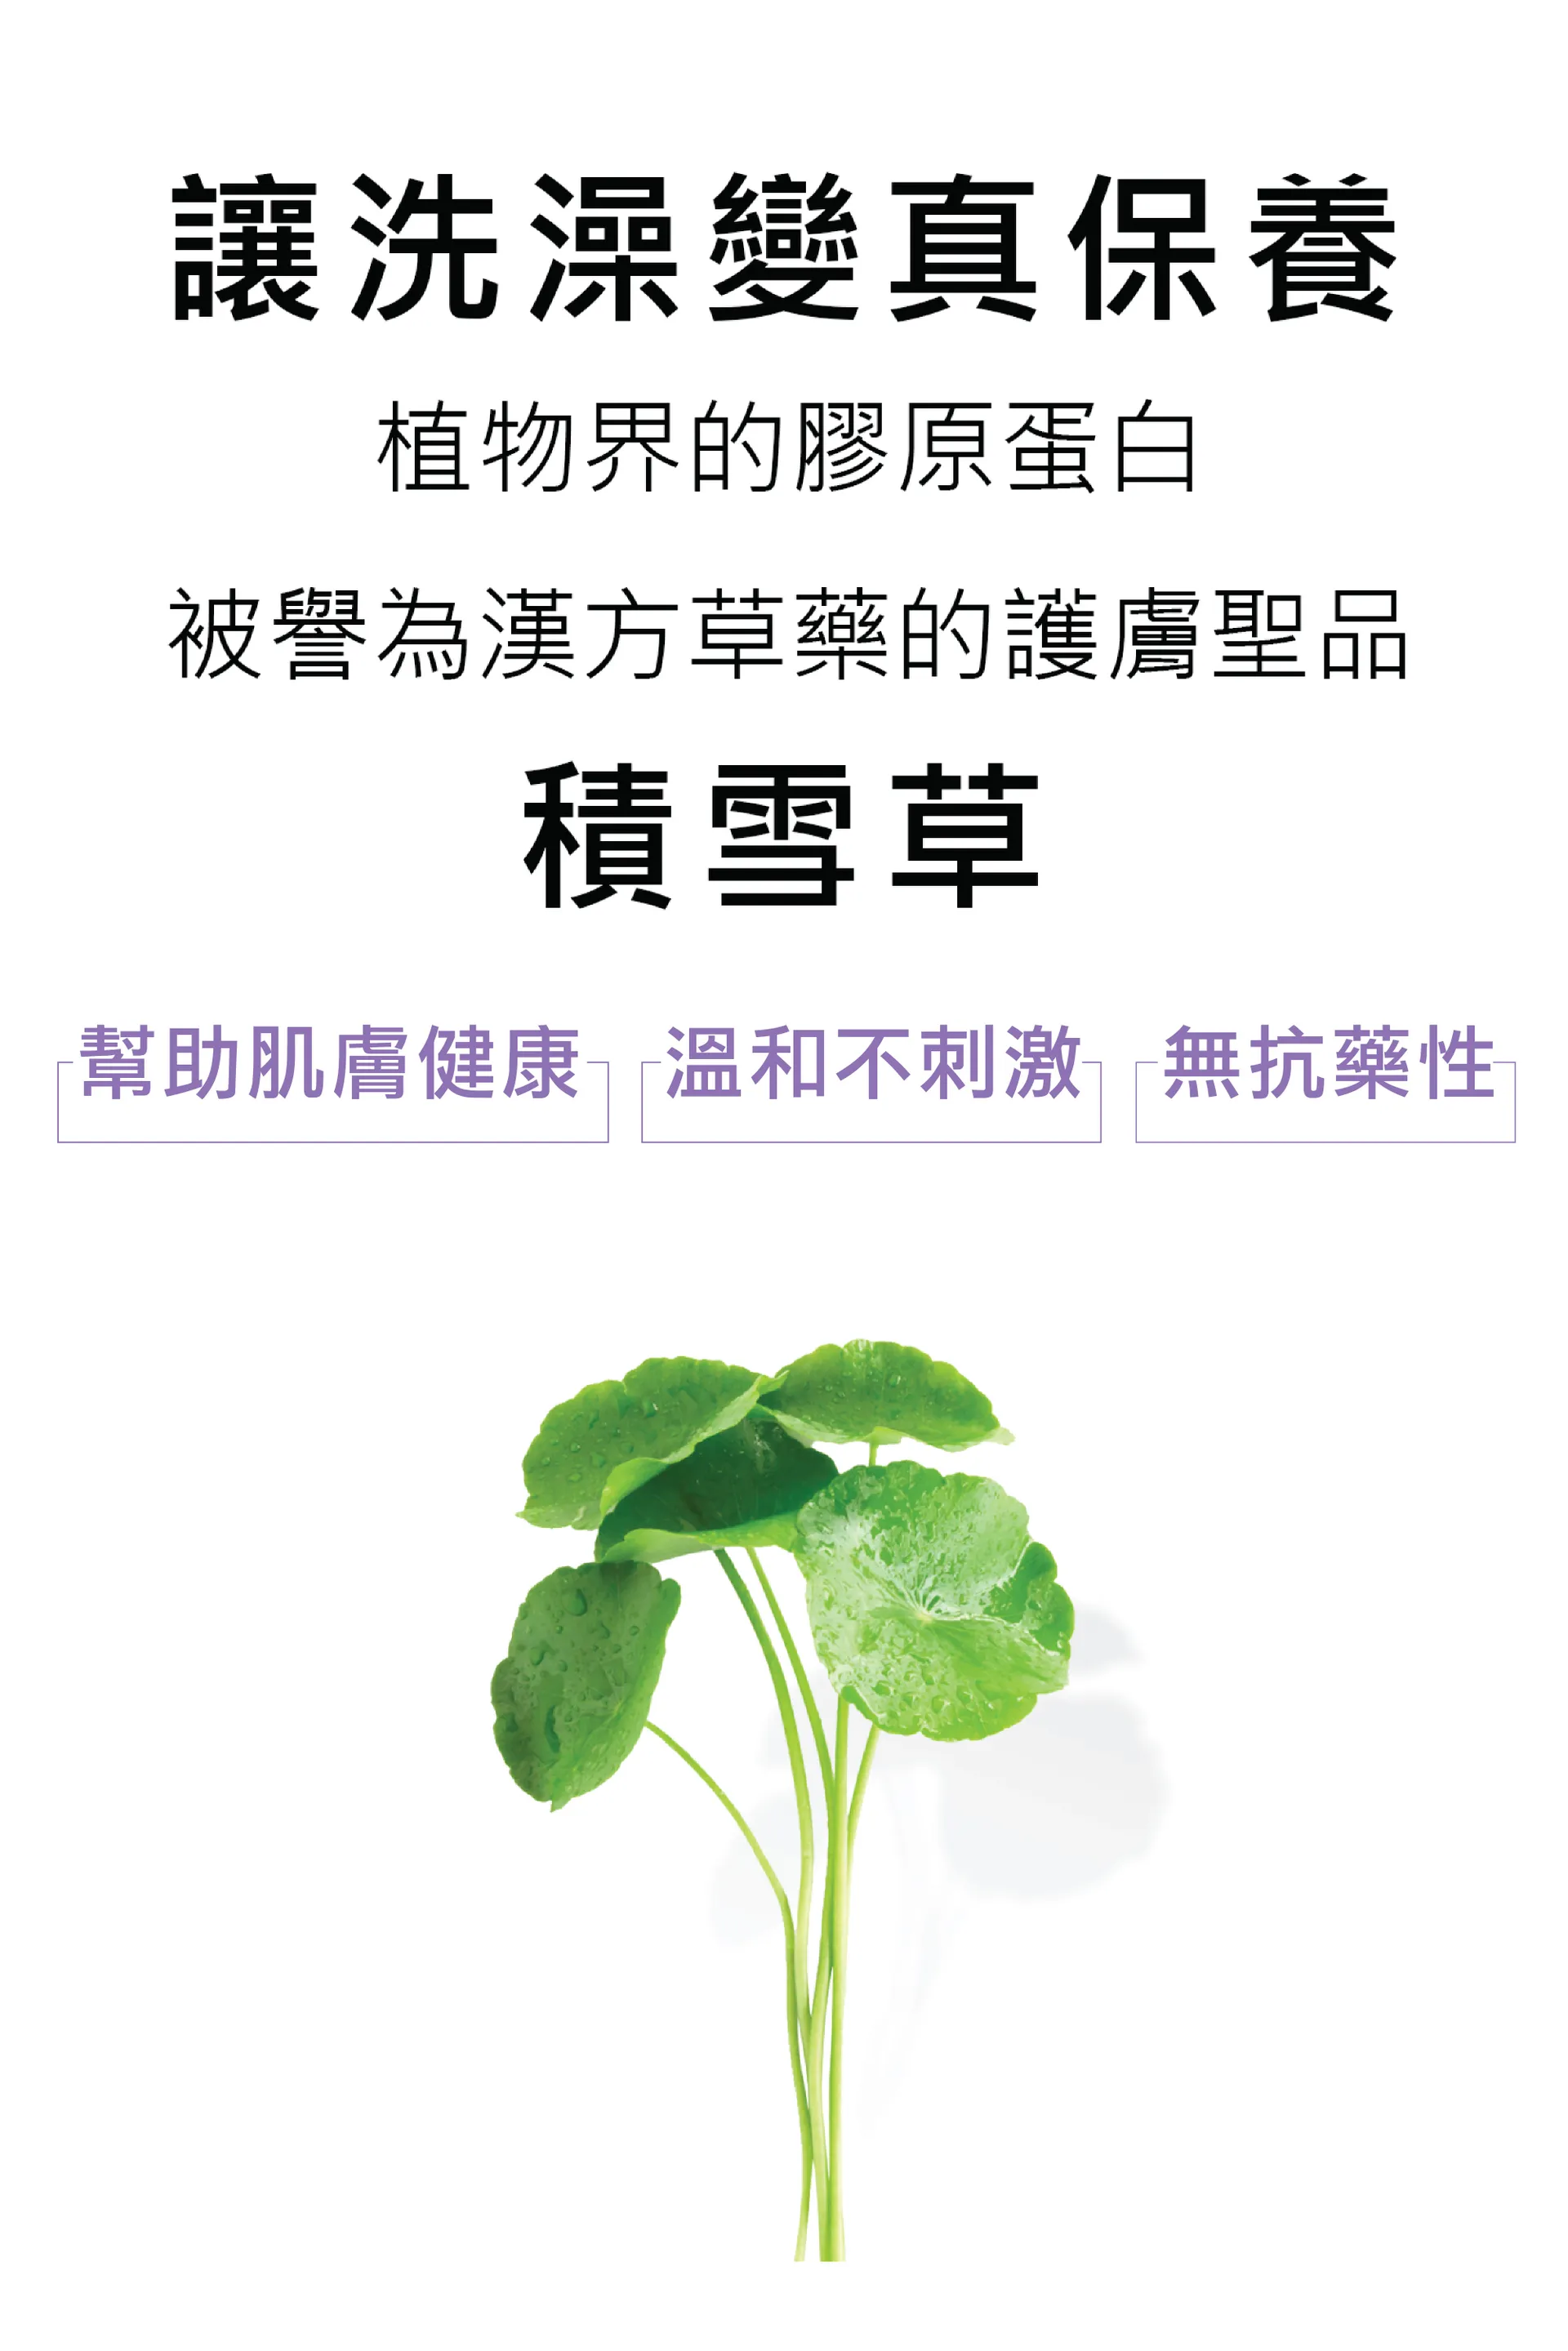 讓洗澡變真保養
植物界的膠原蛋白
被譽為漢方草藥的護膚聖品
積雪草
幫助肌膚健康 溫和不刺激 無抗藥性